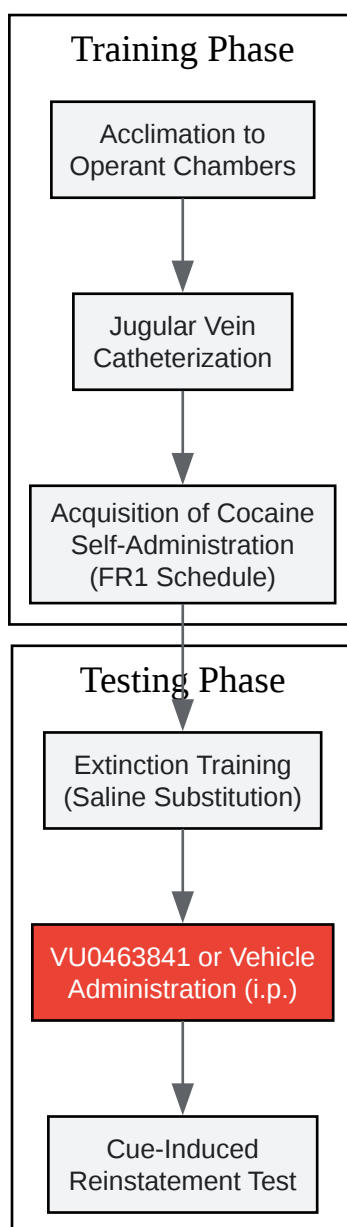 Training Phase
Acclimation to
Operant Chambers
Jugular Vein
Catheterization
Acquisition of Cocaine
Self-Administration
(FR1 Schedule)
Testing Phase
Extinction Training
(Saline Substitution)
VU0463841 or Vehicle
Administration (i.p.)
Cue-Induced
Reinstatement Test